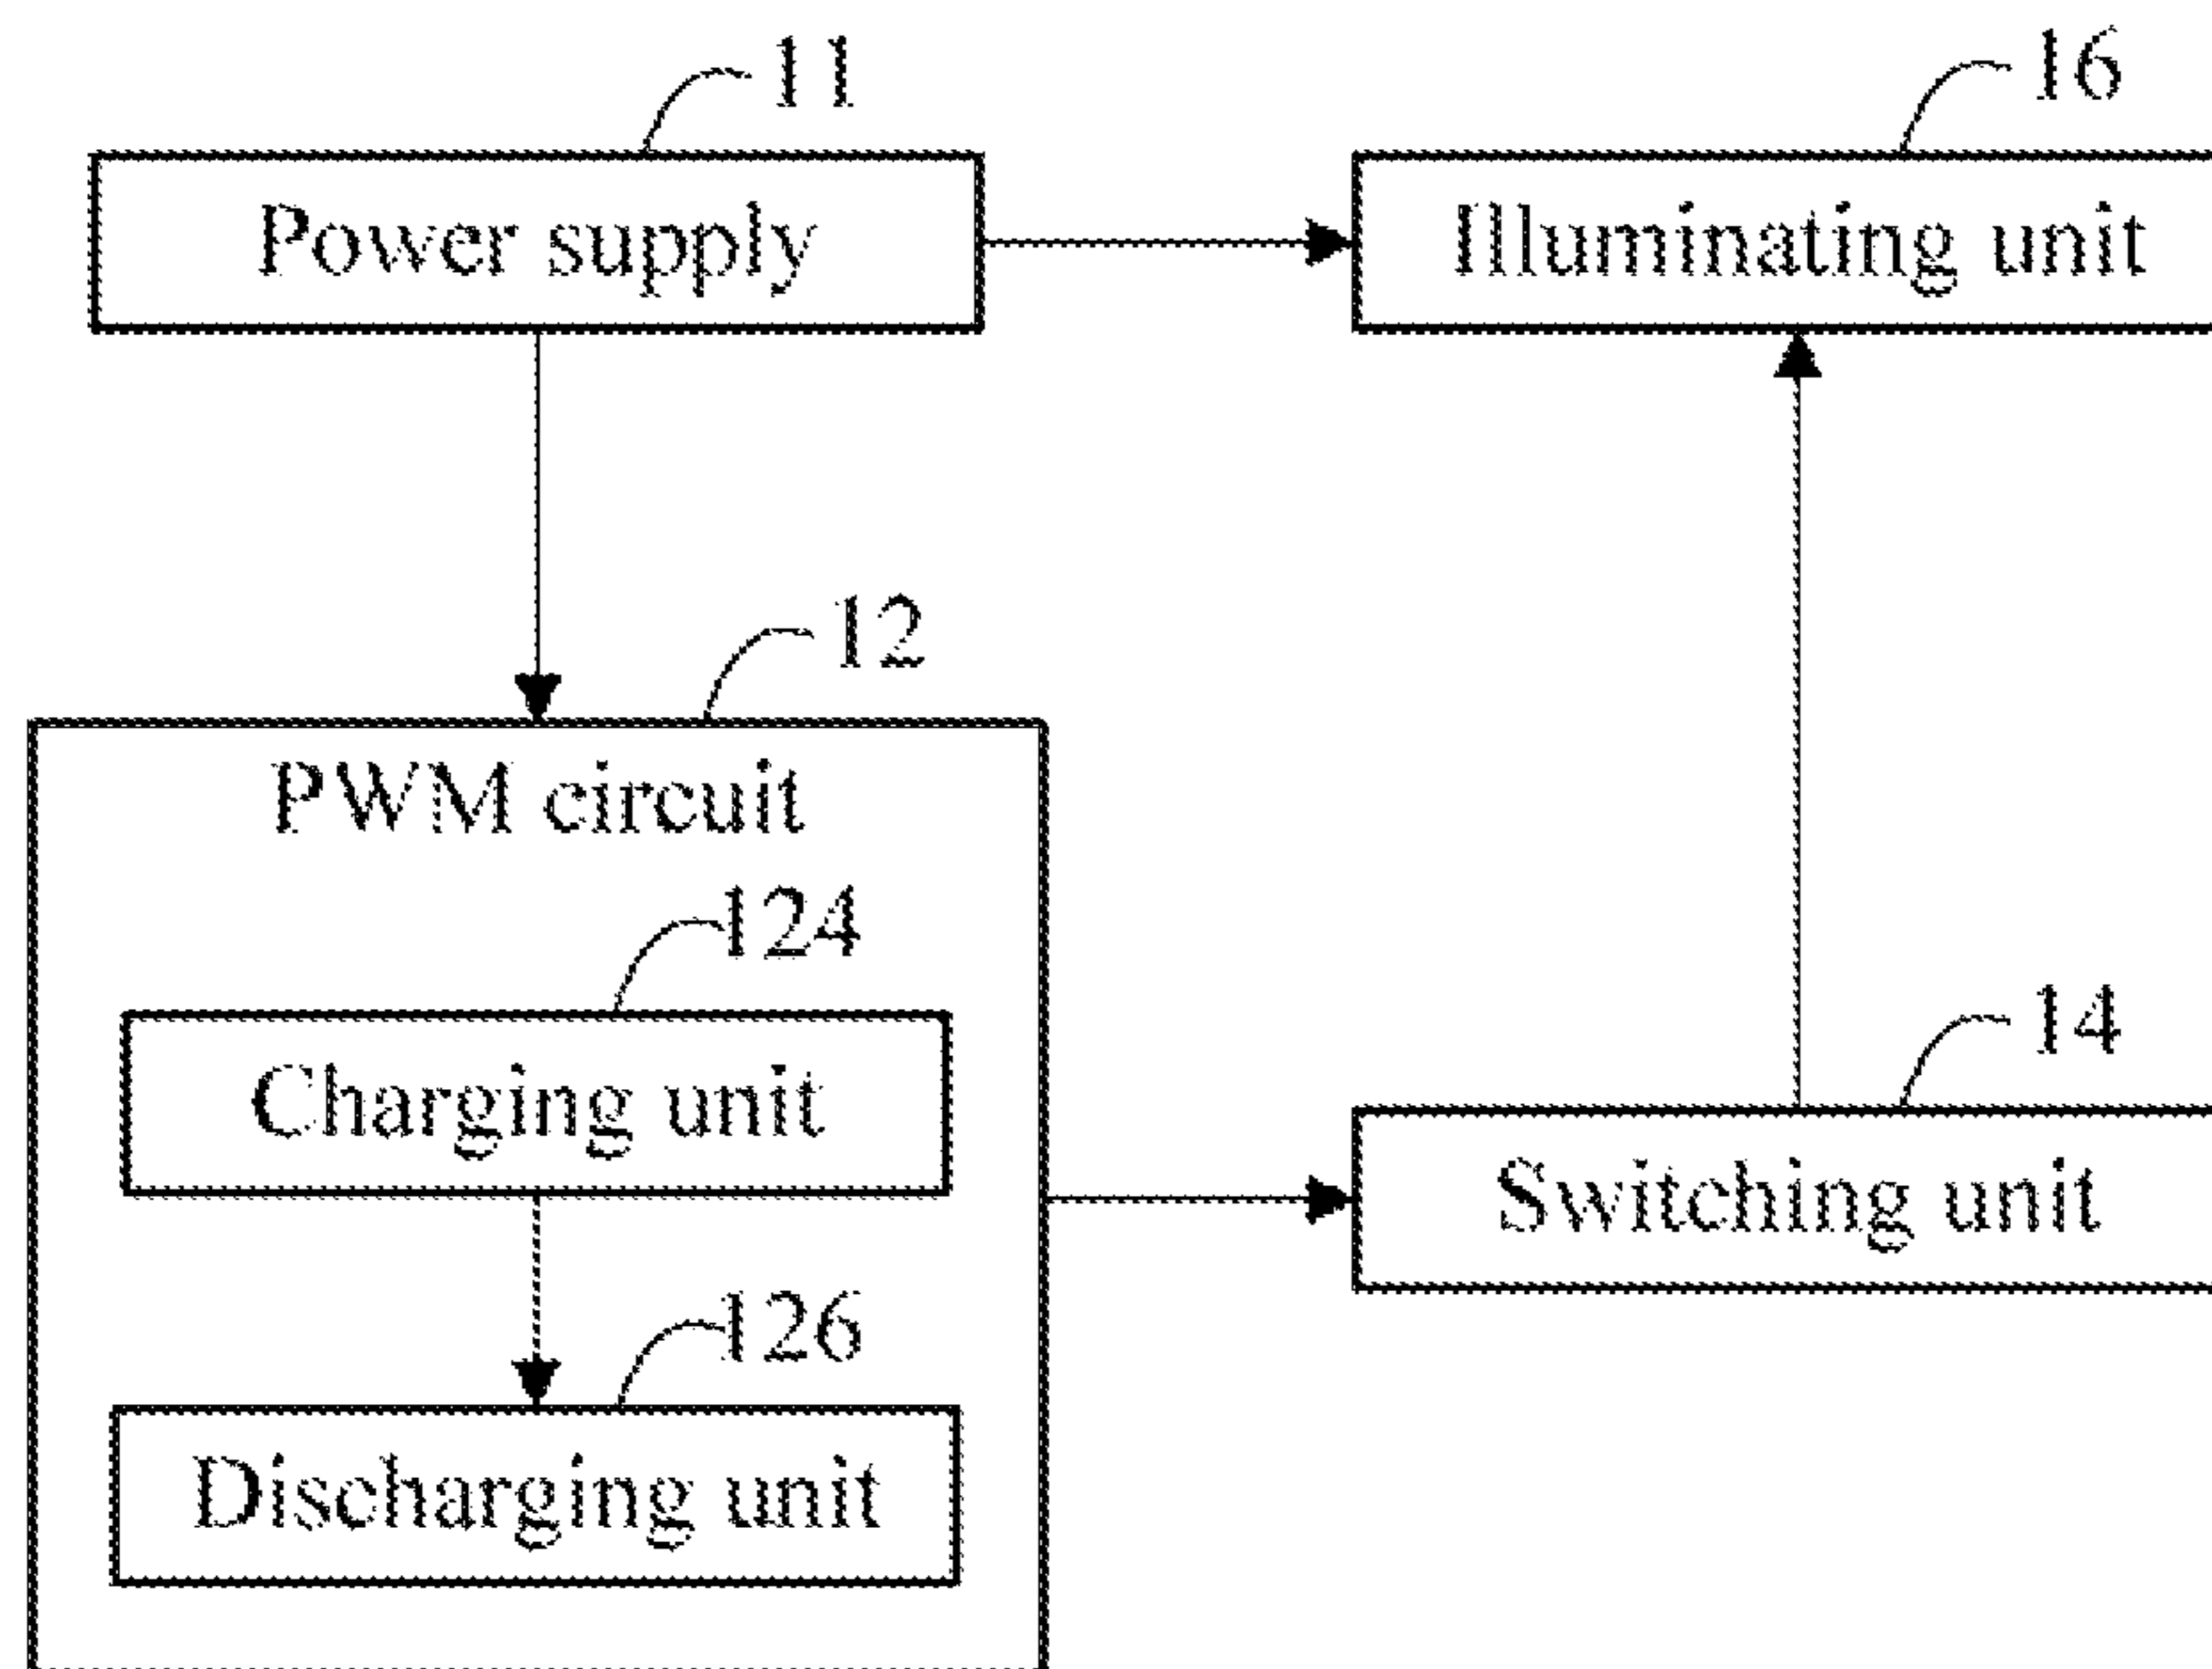 11
16
Power supply
Illuminating unit
12
PWM circuit
124
Charging unit
14
Switching unit
126
Discharging unit